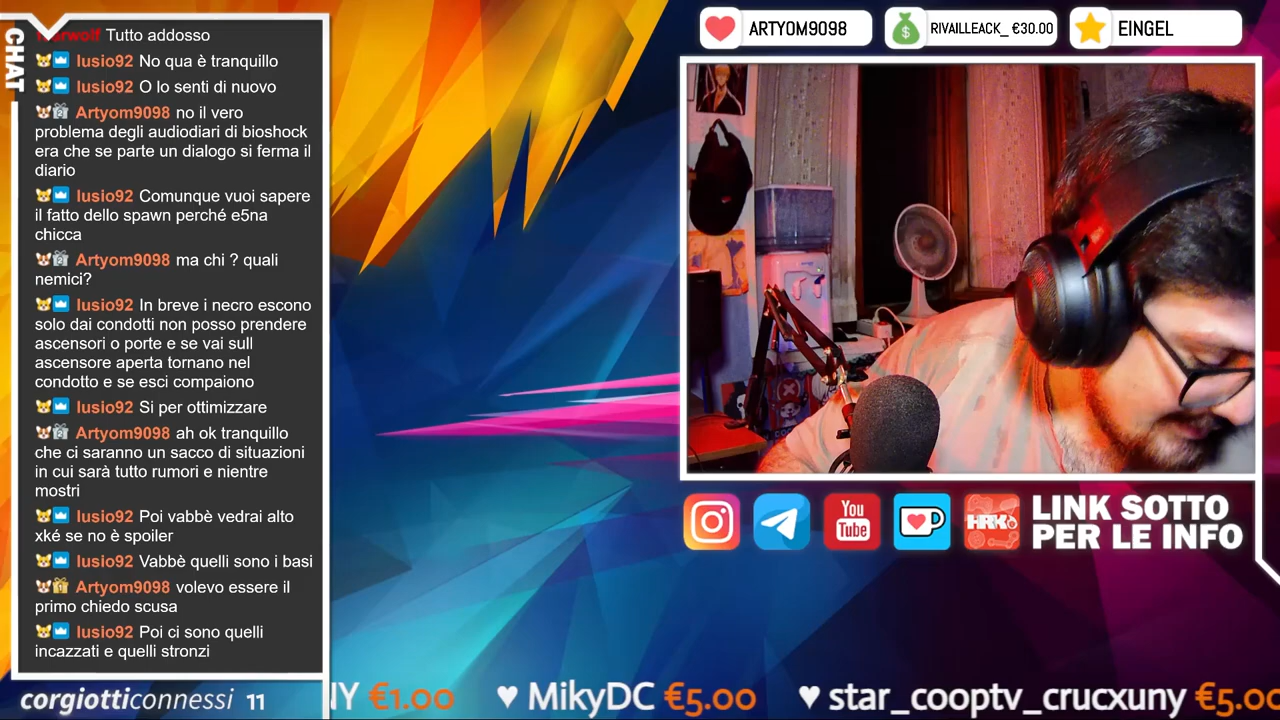 CHAT
Tutto addosso
lusio92 No qua è tranquillo
lusio92 O lo senti di nuovo
Artyom9098 no il vero
problema degli audiodiari di bioshock
era che se parte un dialogo si ferma il
diario
lusio92 Comunque vuoi sapere
il fatto dello spawn perché e5na
chicca
Artyom9098 ma chi ? quali
nemici?
lusio92 In breve i necro escono
solo dai condotti non posso prendere
ascensori o porte e se vai sull
ascensore aperta tornano nel
condotto e se esci compaiono
lusio92 Si per ottimizzare
Artyom9098 ah ok tranquillo
che ci saranno un sacco di situazioni
in cui sarà tutto rumori e nientre
mostri
lusio92 Poi vabbè vedrai alto
xké se no è spoiler
lusio92 Vabbè quelli sono i basi
Artyom9098 volevo essere il
primo chiedo scusa
lusio92 Poi ci sono quelli
incazzati e quelli stronzi
corgiotticonnessi 11
ARTYOM9098
RIVAILLEACK_ €30.00
EINGEL
You
Tube
HRK
LINK SOTTO
PER LE INFO
NY €1.00 ♥ MikyDC €5.00 ♥ star_cooptv_crucxuny €5.00